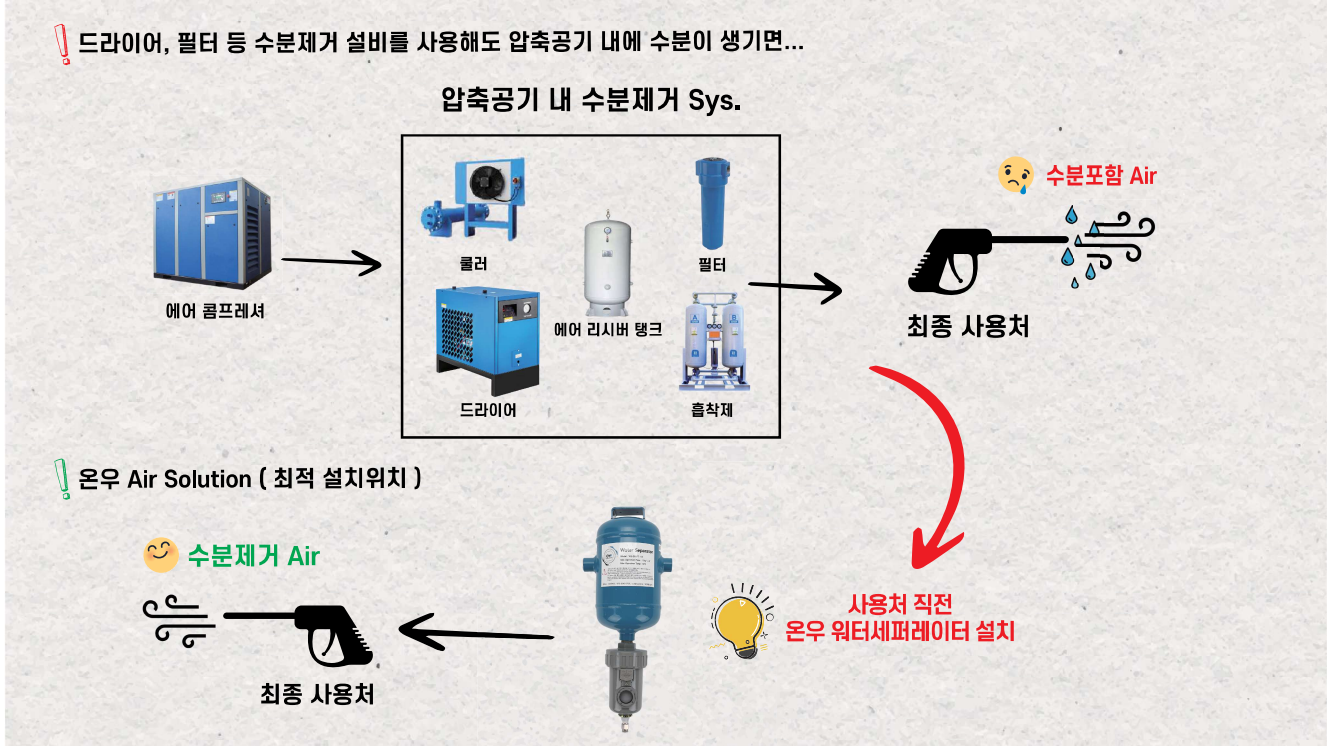 드라이어, 필터 등 수분제거 설비를 사용해도 압축공기 내에 수분이 생기면...
압축공기 내 수분제거 Sys.
에어 콤프레셔
쿨러
에어 리시버 탱크
필터
드라이어
A
B
흡착제
수분포함 Air
최종 사용처
온우 Air Solution ( 최적 설치위치 )
수분제거 Air
최종 사용처
Water Separator
사용처 직전
온우 워터세퍼레이터 설치